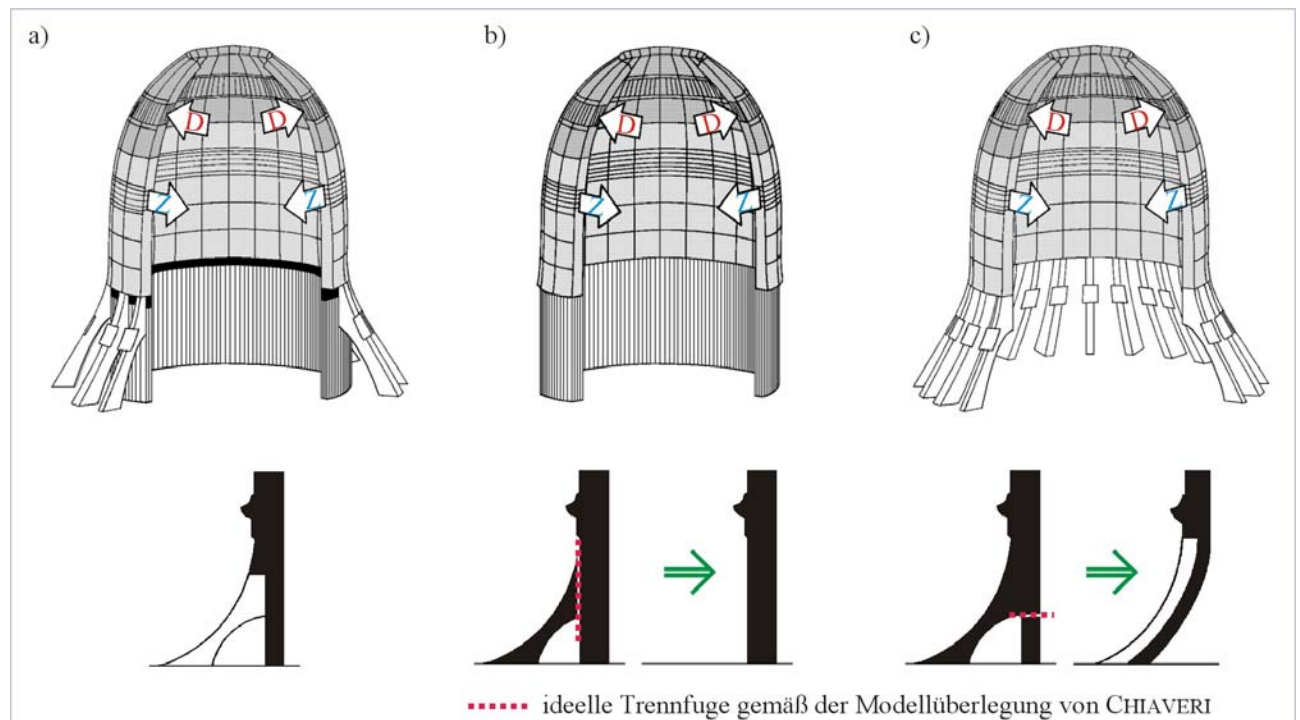 a)
b)
c)
D D
D D
D D
Z Z
Z Z
Z Z
ideelle Trennfuge gemäß der Modellüberlegung von CHIAVERI